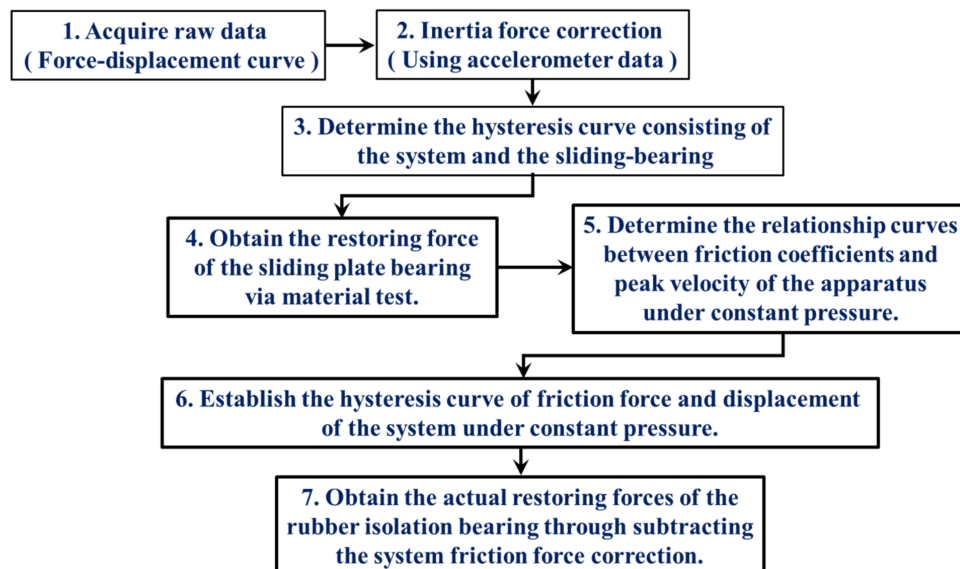 1. Acquire raw data
( Force-displacement curve )
2. Inertia force correction
( Using accelerometer data )
3. Determine the hysteresis curve consisting of
the system and the sliding-bearing
4. Obtain the restoring force
of the sliding plate bearing
via material test.
5. Determine the relationship curves
between friction coefficients and
peak velocity of the apparatus
under constant pressure.
6. Establish the hysteresis curve of friction force and displacement
of the system under constant pressure.
7. Obtain the actual restoring forces of the
rubber isolation bearing through subtracting
the system friction force correction.